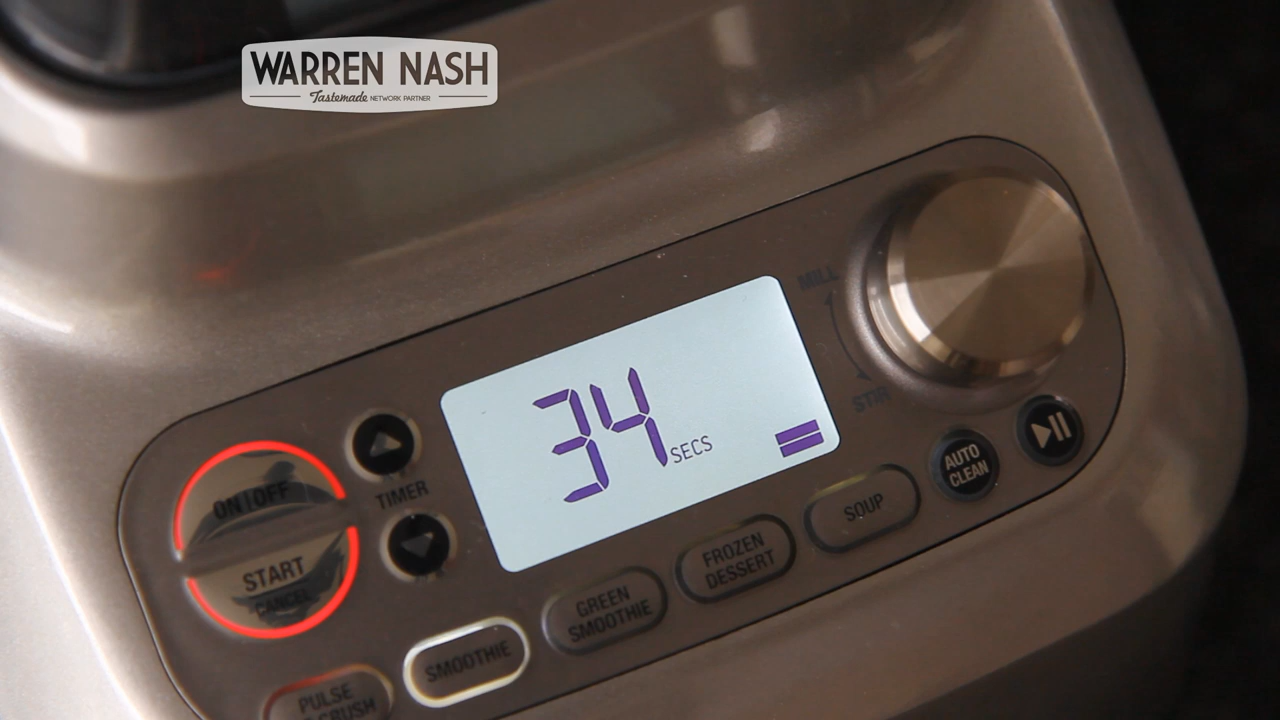 WARREN NASH
Tastemade NETWORK PARTNER
MILL
STIR
34 SECS
ON | OFF
TIMER
START
CANCEL
AUTO
CLEAN
SOUP
FROZEN
DESSERT
GREEN
SMOOTHIE
SMOOTHIE
PULSE
CRUSH